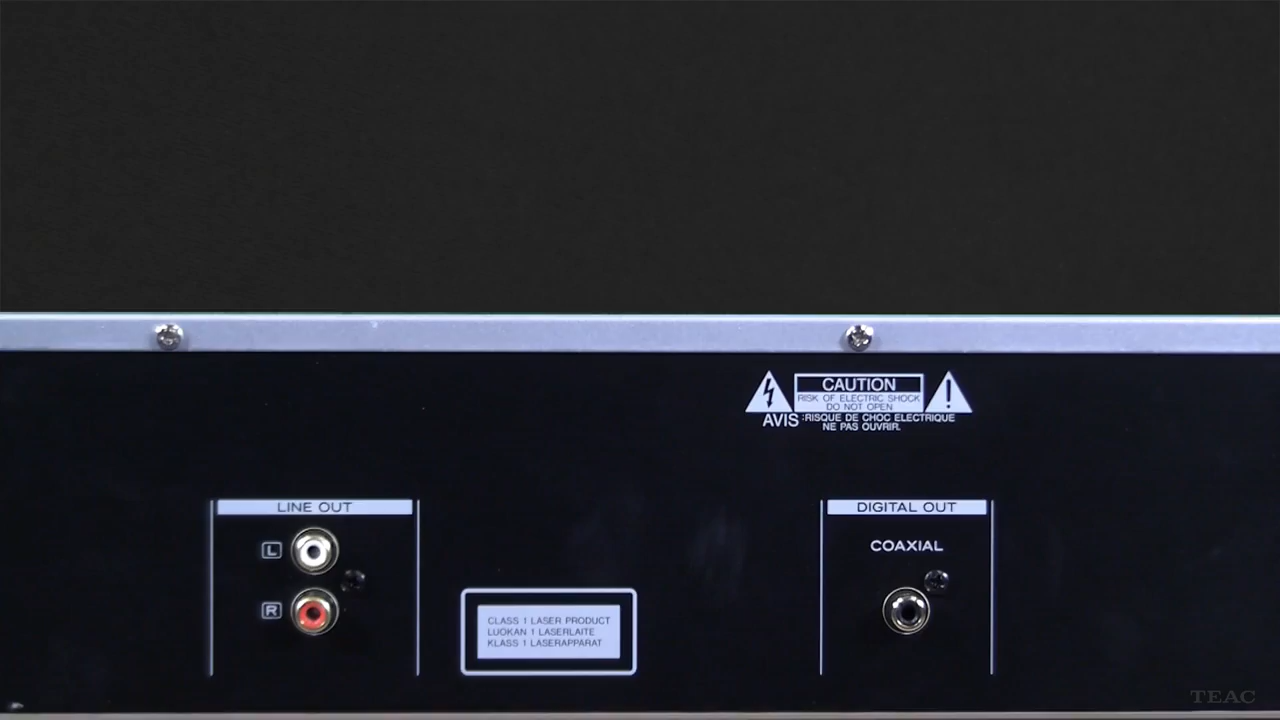 CAUTION
RISK OF ELECTRIC SHOCK
DO NOT OPEN
AVIS :RISQUE DE CHOC ELECTRIQUE
NE PAS OUVRIR.
LINE OUT
L
R
CLASS 1 LASER PRODUCT
LUOKAN 1 LASERLAITE
KLASS 1 LASERAPPARAT
DIGITAL OUT
COAXIAL
TEAC